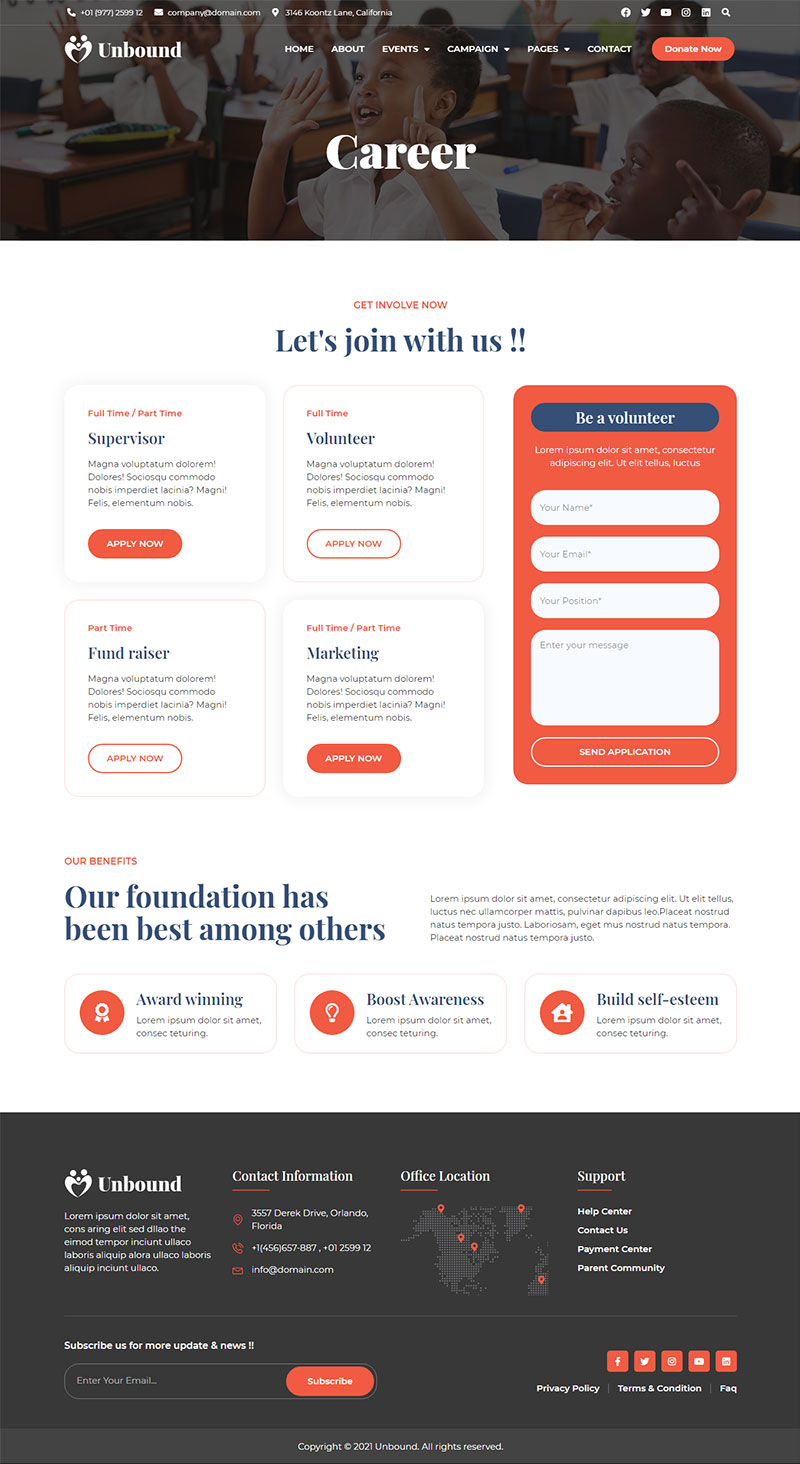 +01 (977) 2599 12 company@domain.com 3146 Koontz Lane, California
Unbound
HOME ABOUT EVENTS CAMPAIGN PAGES CONTACT Donate Now
Career
GET INVOLVE NOW
Let's join with us !!
Full Time / Part Time
Supervisor
Magna voluptatum dolorem!
Dolores! Sociosqu commodo
nobis imperdiet lacinia? Magni!
Felis, elementum nobis.
APPLY NOW
Full Time
Volunteer
Magna voluptatum dolorem!
Dolores! Sociosqu commodo
nobis imperdiet lacinia? Magni!
Felis, elementum nobis.
APPLY NOW
Part Time
Fund raiser
Magna voluptatum dolorem!
Dolores! Sociosqu commodo
nobis imperdiet lacinia? Magni!
Felis, elementum nobis.
APPLY NOW
Full Time / Part Time
Marketing
Magna voluptatum dolorem!
Dolores! Sociosqu commodo
nobis imperdiet lacinia? Magni!
Felis, elementum nobis.
APPLY NOW
Be a volunteer
Lorem ipsum dolor sit amet, consectetur
adipiscing elit. Ut elit tellus, luctus
Your Name*
Your Email*
Your Position*
Enter your message
SEND APPLICATION
OUR BENEFITS
Our foundation has
been best among others
Lorem ipsum dolor sit amet, consectetur adipiscing elit. Ut elit tellus,
luctus nec ullamcorper mattis, pulvinar dapibus leo.Placeat nostrud
natus tempora justo. Laboriosam, eget mus nostrud natus tempora.
Placeat nostrud natus tempora justo.
Award winning
Lorem ipsum dolor sit amet,
consec teturing.
Boost Awareness
Lorem ipsum dolor sit amet,
consec teturing.
Build self-esteem
Lorem ipsum dolor sit amet,
consec teturing.
Unbound
Lorem ipsum dolor sit amet,
cons aring elit sed dllao the
eimod tempor inciunt ullaco
laboris aliquip alora ullaco laboris
aliquip inciunt ullaco.
Contact Information
3557 Derek Drive, Orlando,
Florida
+1(456)657-887 , +01 2599 12
info@domain.com
Office Location
Support
Help Center
Contact Us
Payment Center
Parent Community
Subscribe us for more update & news !!
Enter Your Email... Subscribe
Privacy Policy | Terms & Condition | Faq
Copyright © 2021 Unbound. All rights reserved.